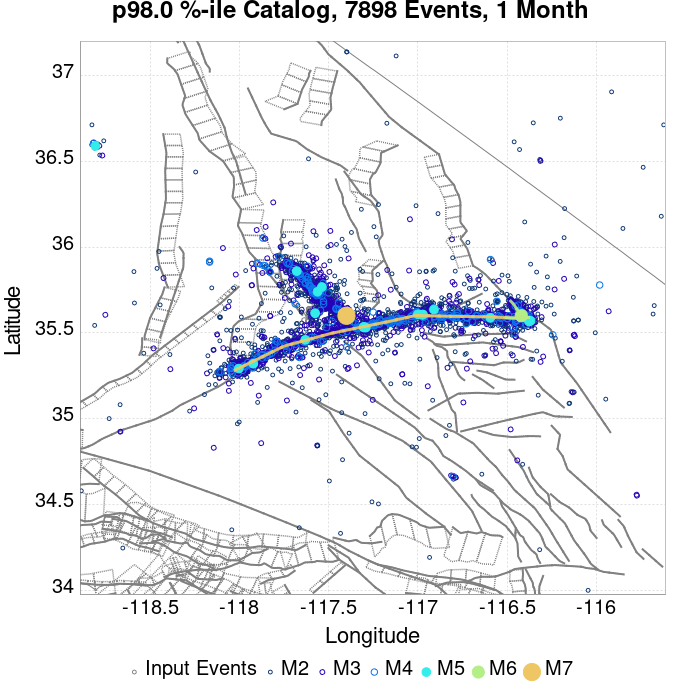 p98.0 %-ile Catalog, 7898 Events, 1 Month
37
36.5
36
35.5
35
34.5
34
Latitude
-118.5 -118 -117.5 -117 -116.5 -116
Longitude
Input Events M2 M3 M4 M5 M6 M7